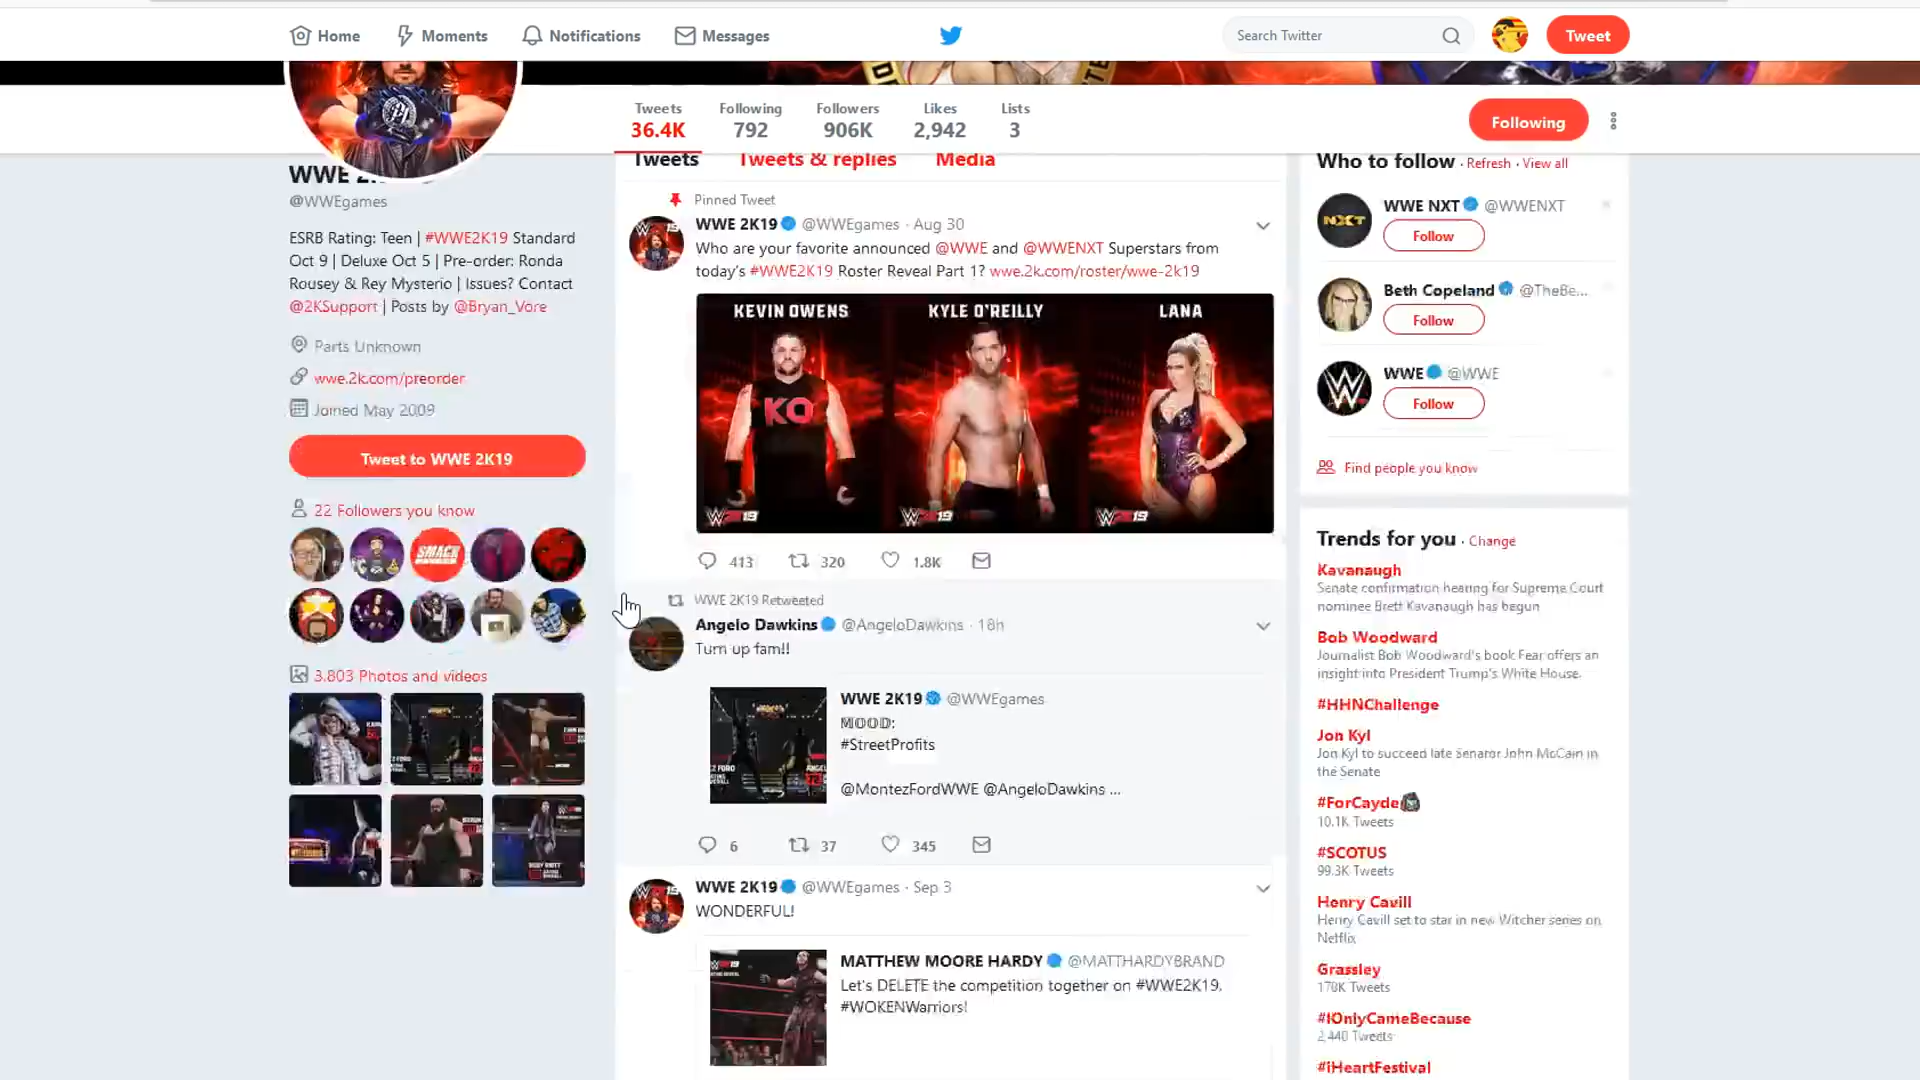 Home
Moments
Notifications
Messages
Search Twitter
Tweet
Tweets
36.4K
Following
792
Followers
906K
Likes
2,942
Lists
3
Following
WWE
@WWEgames
ESRB Rating: Teen | #WWE2K19 Standard
Oct 9 | Deluxe Oct 5 | Pre-order: Ronda
Rousey & Rey Mysterio | Issues? Contact
@2KSupport | Posts by @Bryan_Vore
Parts Unknown
wwe.2k.com/preorder
Joined May 2009
Tweet to WWE 2K19
22 Followers you know
3,803 Photos and videos
Tweets
Tweets & replies
Media
Pinned Tweet
WWE 2K19 @WWEgames · Aug 30
Who are your favorite announced @WWE and @WWENXT Superstars from
today's #WWE2K19 Roster Reveal Part 1? wwe.2k.com/roster/wwe-2k19
KEVIN OWENS
KYLE O'REILLY
LANA
KO
W2K19
W2K19
W2K19
413
320
1.8K
WWE 2K19 Retweeted
Angelo Dawkins @AngeloDawkins · 18h
Turn up fam!!
WWE 2K19 @WWEgames
MOOD:
#StreetProfits
@MontezFordWWE @AngeloDawkins ...
6
37
345
WWE 2K19 @WWEgames · Sep 3
WONDERFUL!
MATTHEW MOORE HARDY @MATTHARDYBRAND
Let's DELETE the competition together on #WWE2K19.
#WOKENWarriors!
Who to follow · Refresh · View all
NXT
WWE NXT @WWENXT
Follow
Beth Copeland @TheBe...
Follow
WWE @WWE
Follow
Find people you know
Trends for you · Change
Kavanaugh
Senate confirmation hearing for Supreme Court
nominee Brett Kavanaugh has begun
Bob Woodward
Journalist Bob Woodward's book Fear offers an
insight into President Trump's White House.
#HHNChallenge
Jon Kyl
Jon Kyl to succeed late Senator John McCain in
the Senate
#ForCayde
10.1K Tweets
#SCOTUS
99.3K Tweets
Henry Cavill
Henry Cavill set to star in new Witcher series on
Netflix
Grassley
170K Tweets
#IOnlyCameBecause
2,440 Tweets
#iHeartFestival